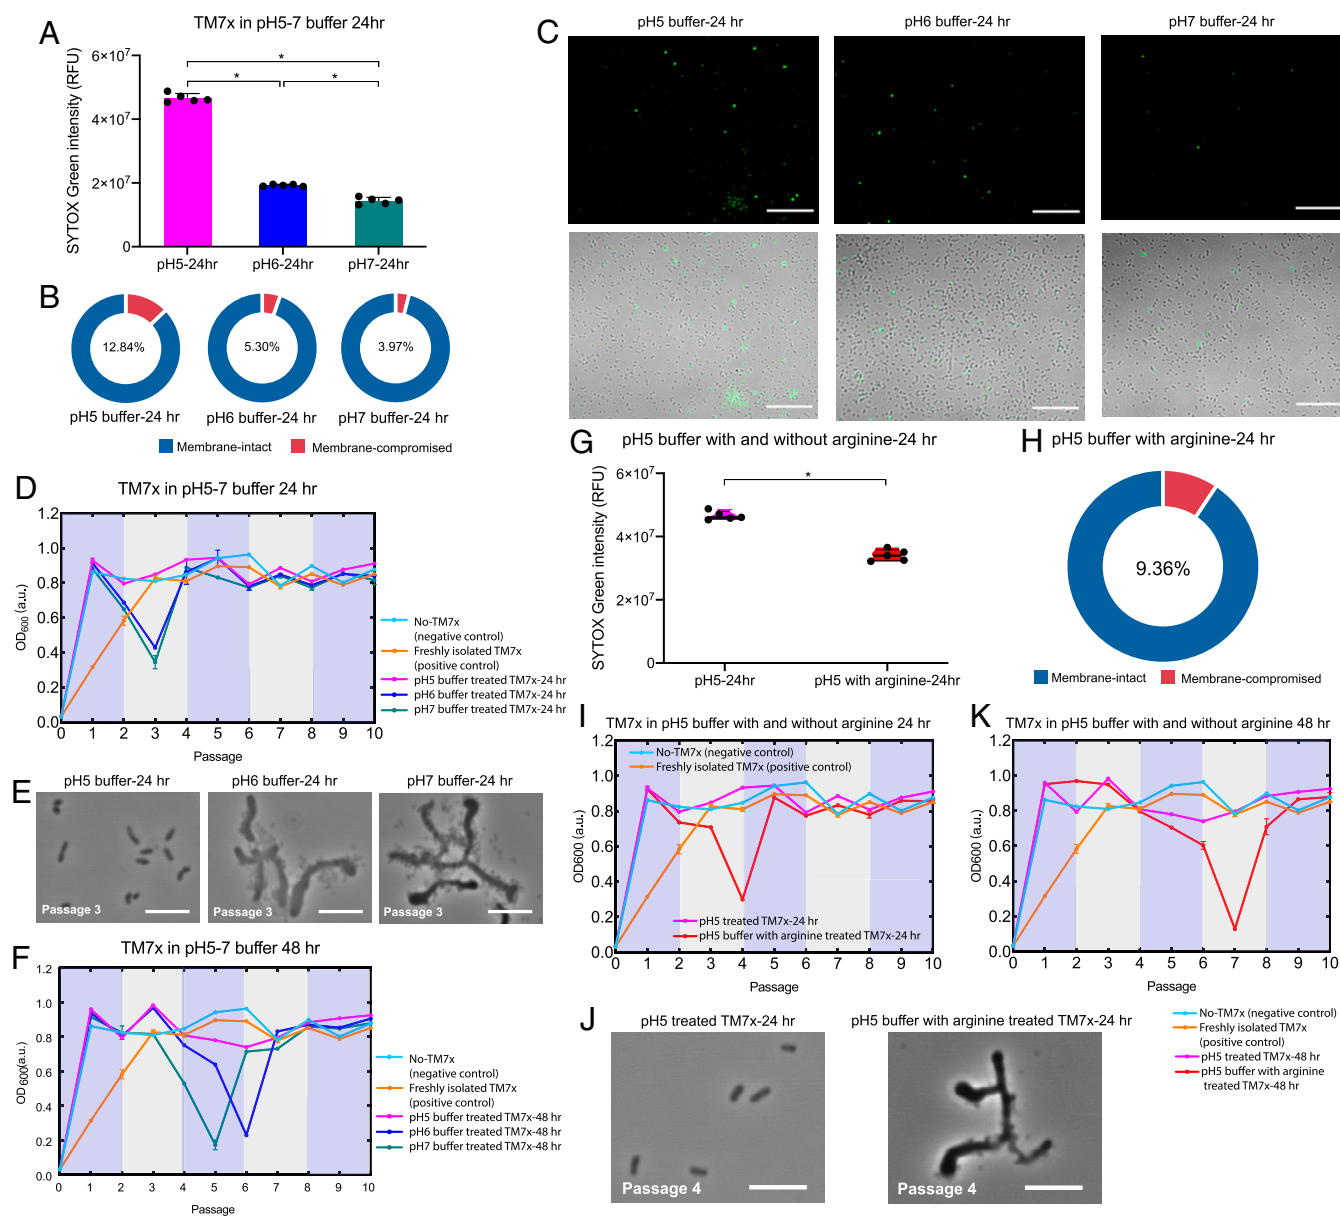 A
TM7x in pH5-7 buffer 24hr
SYTOX Green intensity (RFU)
6×10⁷
4×10⁷
2×10⁷
0
*
*
*
pH5-24hr
pH6-24hr
pH7-24hr
B
12.84%
5.30%
3.97%
pH5 buffer-24 hr
pH6 buffer-24 hr
pH7 buffer-24 hr
Membrane-intact
Membrane-compromised
C
pH5 buffer-24 hr
pH6 buffer-24 hr
pH7 buffer-24 hr
D
TM7x in pH5-7 buffer 24 hr
OD600 (a.u.)
1.2
1.0
0.8
0.6
0.4
0.2
0.0
0 1 2 3 4 5 6 7 8 9 10
Passage
No-TM7x
(negative control)
Freshly isolated TM7x
(positive control)
pH5 buffer treated TM7x-24 hr
pH6 buffer treated TM7x-24 hr
pH7 buffer treated TM7x-24 hr
E
pH5 buffer-24 hr
pH6 buffer-24 hr
pH7 buffer-24 hr
Passage 3
Passage 3
Passage 3
F
TM7x in pH5-7 buffer 48 hr
OD600(a.u.)
1.2
1.0
0.8
0.6
0.4
0.2
0.0
0 1 2 3 4 5 6 7 8 9 10
Passage
No-TM7x
(negative control)
Freshly isolated TM7x
(positive control)
pH5 buffer treated TM7x-48 hr
pH6 buffer treated TM7x-48 hr
pH7 buffer treated TM7x-48 hr
G
pH5 buffer with and without arginine-24 hr
SYTOX Green intensity (RFU)
6×10⁷
4×10⁷
2×10⁷
0
*
pH5-24hr
pH5 with arginine-24hr
H
pH5 buffer with arginine-24 hr
9.36%
Membrane-intact
Membrane-compromised
I
TM7x in pH5 buffer with and without arginine 24 hr
OD600 (a.u.)
1.2
1.0
0.8
0.6
0.4
0.2
0.0
0 1 2 3 4 5 6 7 8 9 10
Passage
No-TM7x (negative control)
Freshly isolated TM7x (positive control)
pH5 treated TM7x-24 hr
pH5 buffer with arginine treated TM7x-24 hr
J
pH5 treated TM7x-24 hr
pH5 buffer with arginine treated TM7x-24 hr
Passage 4
Passage 4
K
TM7x in pH5 buffer with and without arginine 48 hr
OD600 (a.u.)
1.2
1.0
0.8
0.6
0.4
0.2
0.0
0 1 2 3 4 5 6 7 8 9 10
Passage
No-TM7x (negative control)
Freshly isolated TM7x
(positive control)
pH5 treated TM7x-48 hr
pH5 buffer with arginine
treated TM7x-48 hr